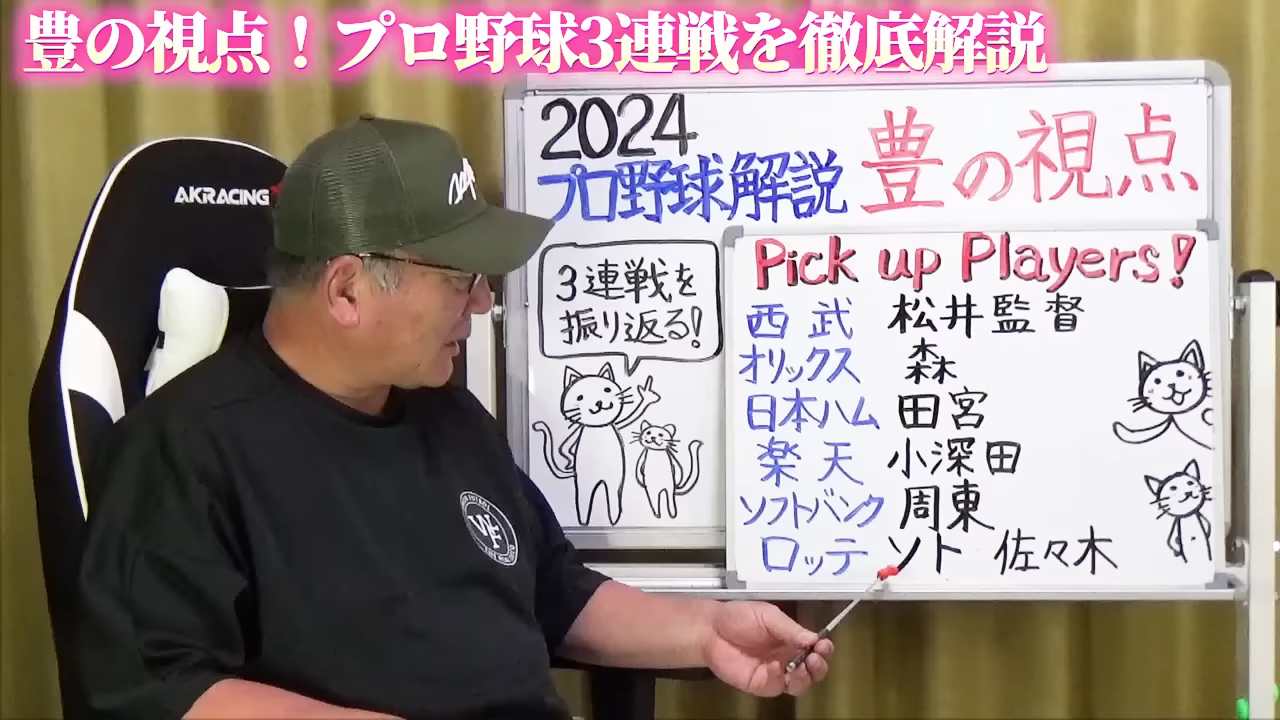 豊の視点！プロ野球3連戦を徹底解説
2024
プロ野球解説 豊の視点
3連戦を
振り返る!
Pick up Players!
西武 松井監督
オリックス 森
日本ハム 田宮
楽天 小深田
ソフトバンク 周東
ロッテ ソト 佐々木
AKRACING
WF